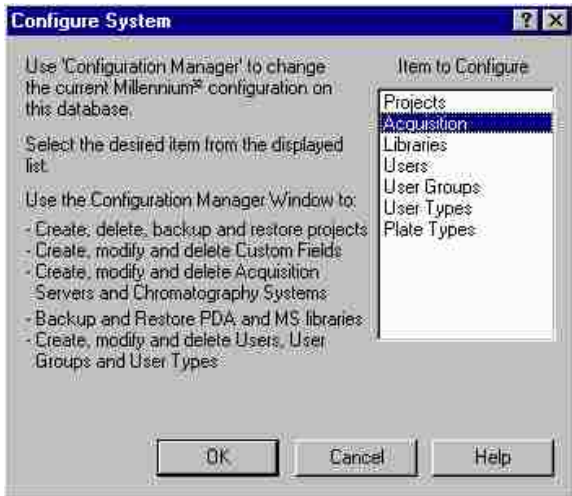 Configure System
Use 'Configuration Manager' to change
the current Millennium³² configuration on
this database.
Select the desired item from the displayed
list.
Use the Configuration Manager Window to:
- Create, delete, backup and restore projects
- Create, modify and delete Custom Fields
- Create, modify and delete Acquisition
Servers and Chromatography Systems
- Backup and Restore PDA and MS libraries
- Create, modify and delete Users, User
Groups and User Types
Item to Configure
Projects
Acquisition
Libraries
Users
User Groups
User Types
Plate Types
OK
Cancel
Help